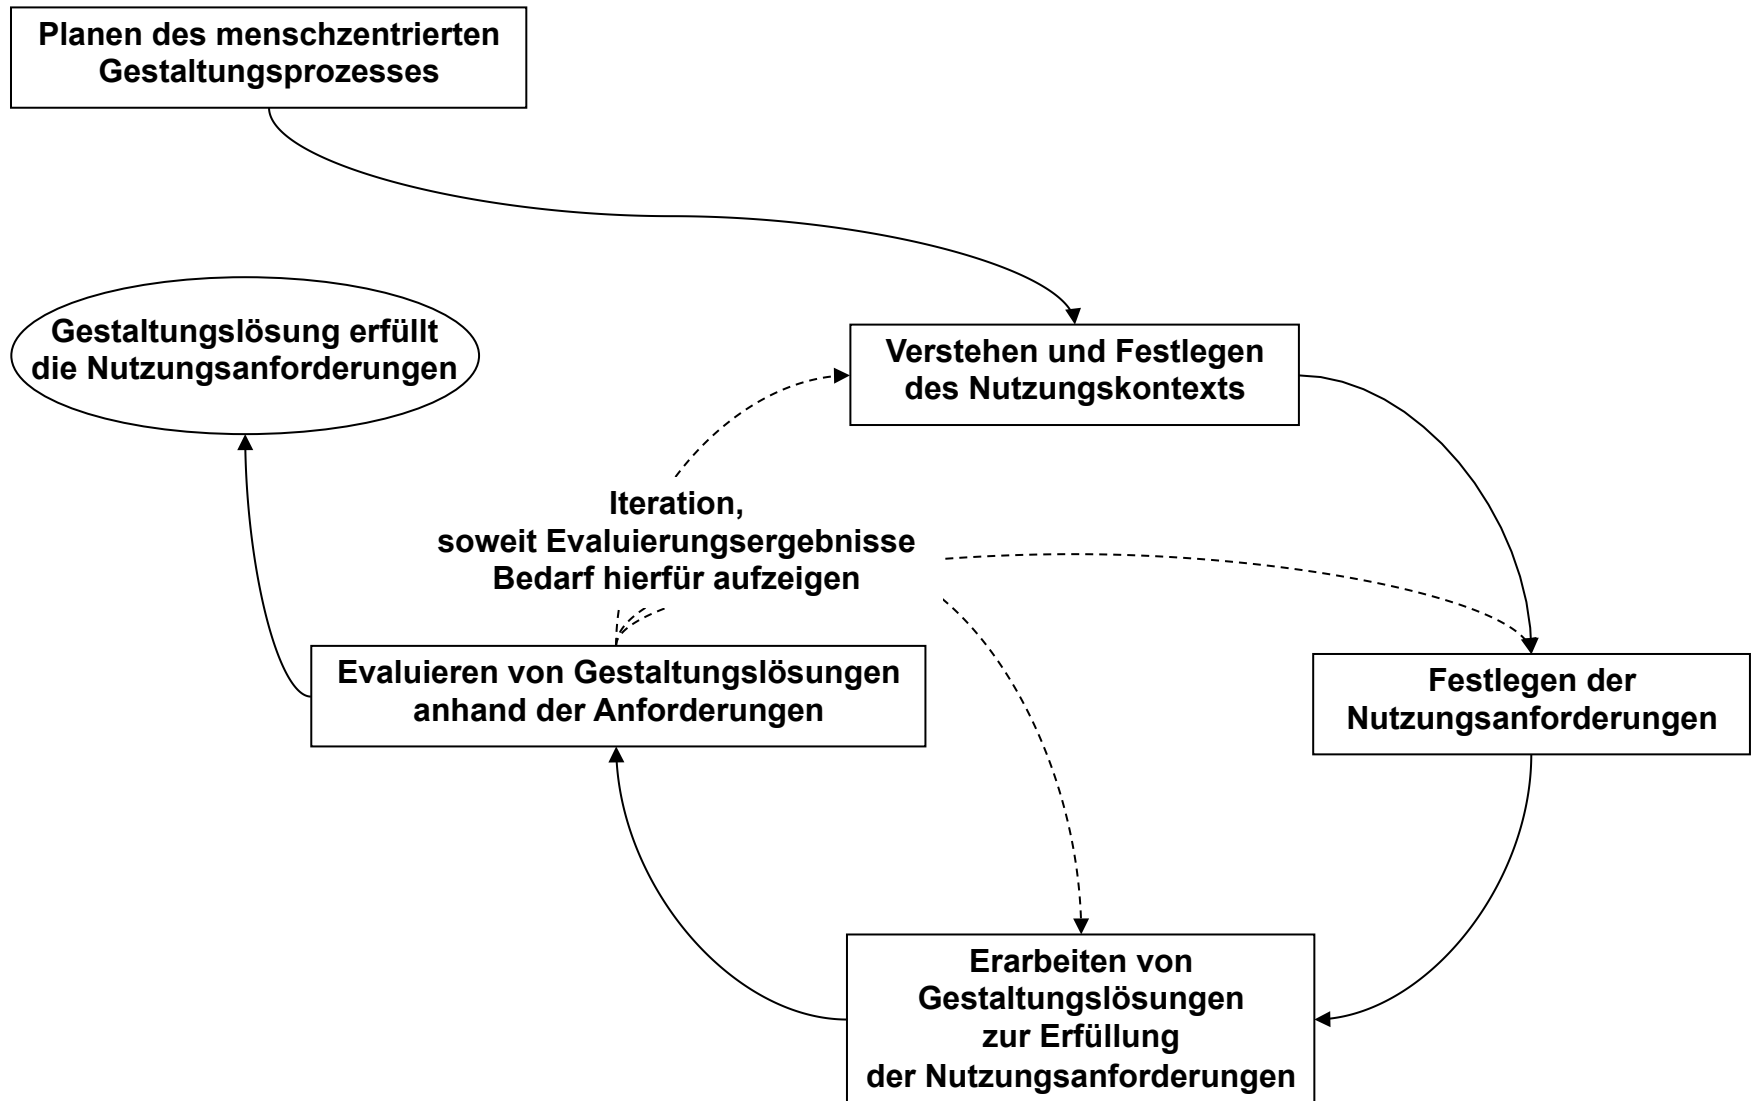 Planen des menschzentrierten
Gestaltungsprozesses
Gestaltungslösung erfüllt
die Nutzungsanforderungen
Verstehen und Festlegen
des Nutzungskontexts
Iteration,
soweit Evaluierungsergebnisse
Bedarf hierfür aufzeigen
Evaluieren von Gestaltungslösungen
anhand der Anforderungen
Festlegen der
Nutzungsanforderungen
Erarbeiten von
Gestaltungslösungen
zur Erfüllung
der Nutzungsanforderungen